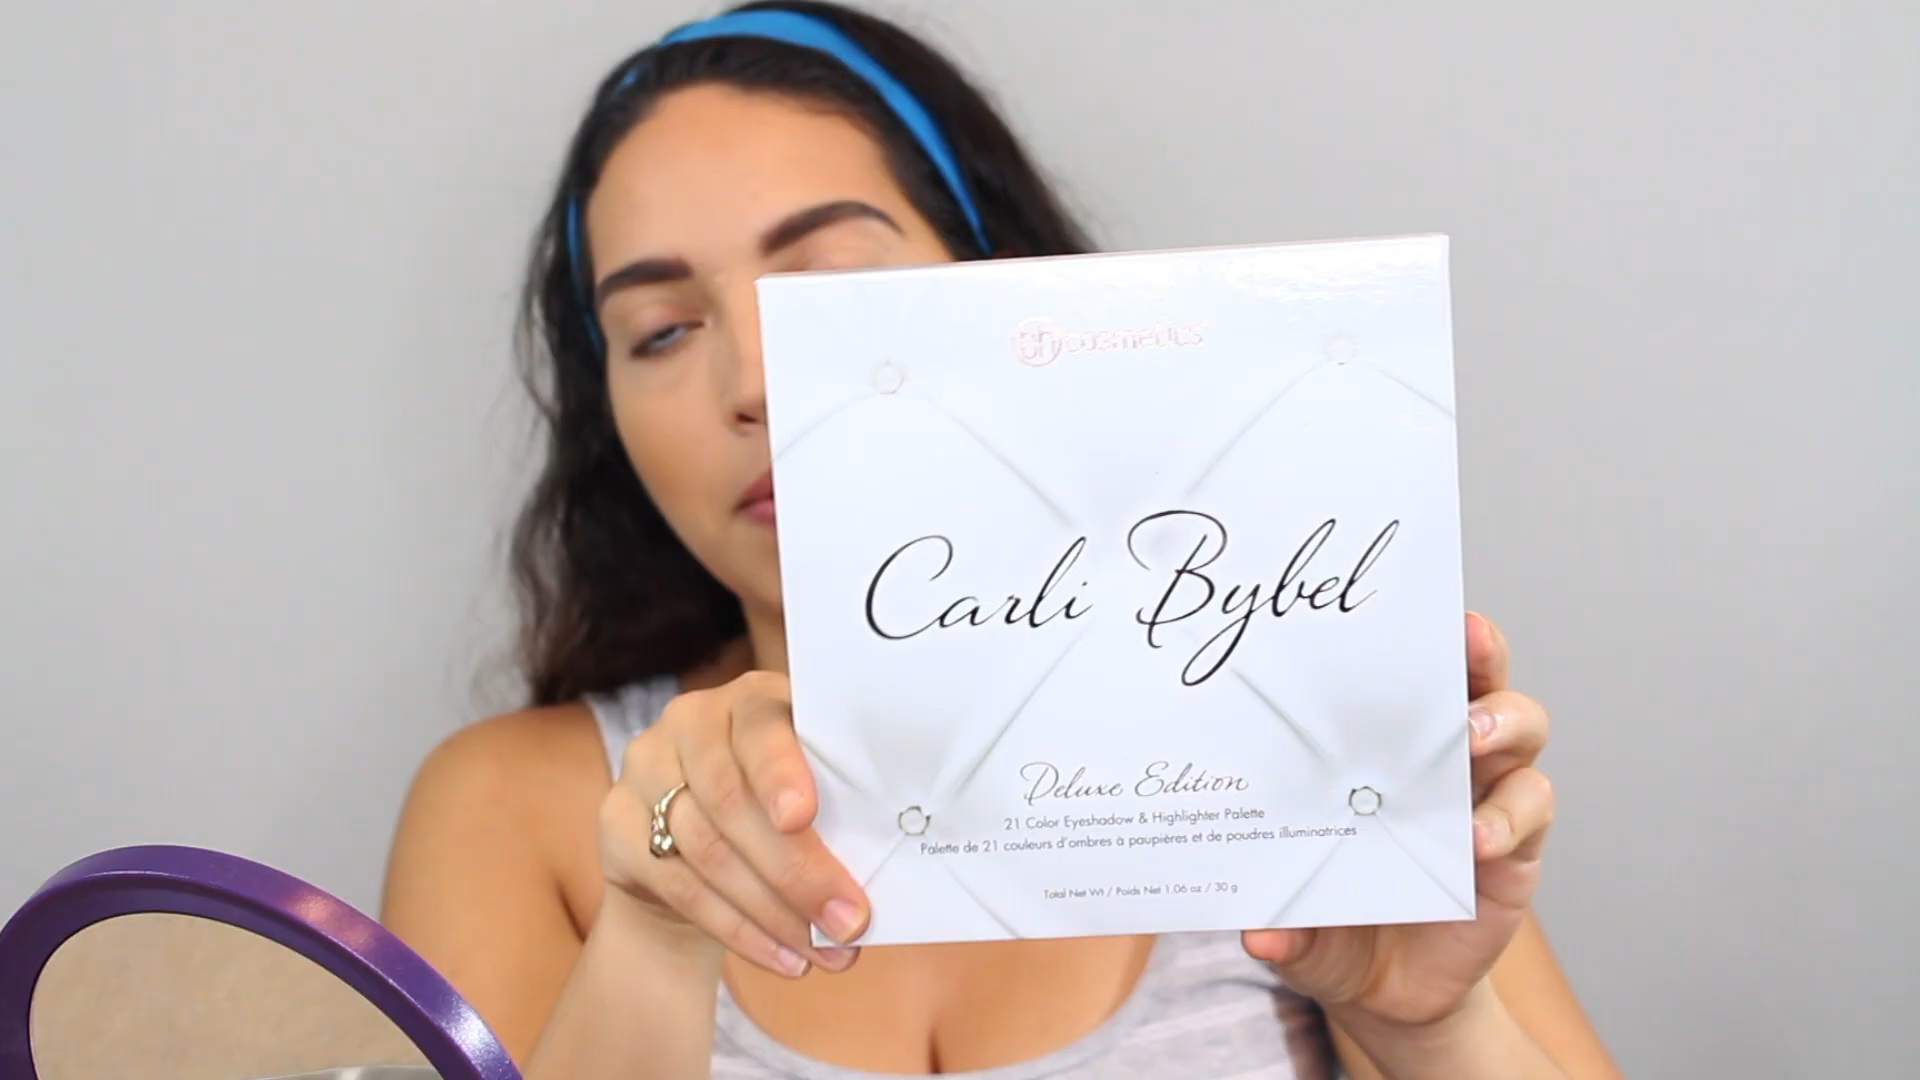 bh cosmetics
Carli Bybel
Deluxe Edition
21 Color Eyeshadow & Highlighter Palette
Palette de 21 couleurs d'ombres à paupières et de poudres illuminatrices
Total Net Wt / Poids Net 1.06 oz / 30 g